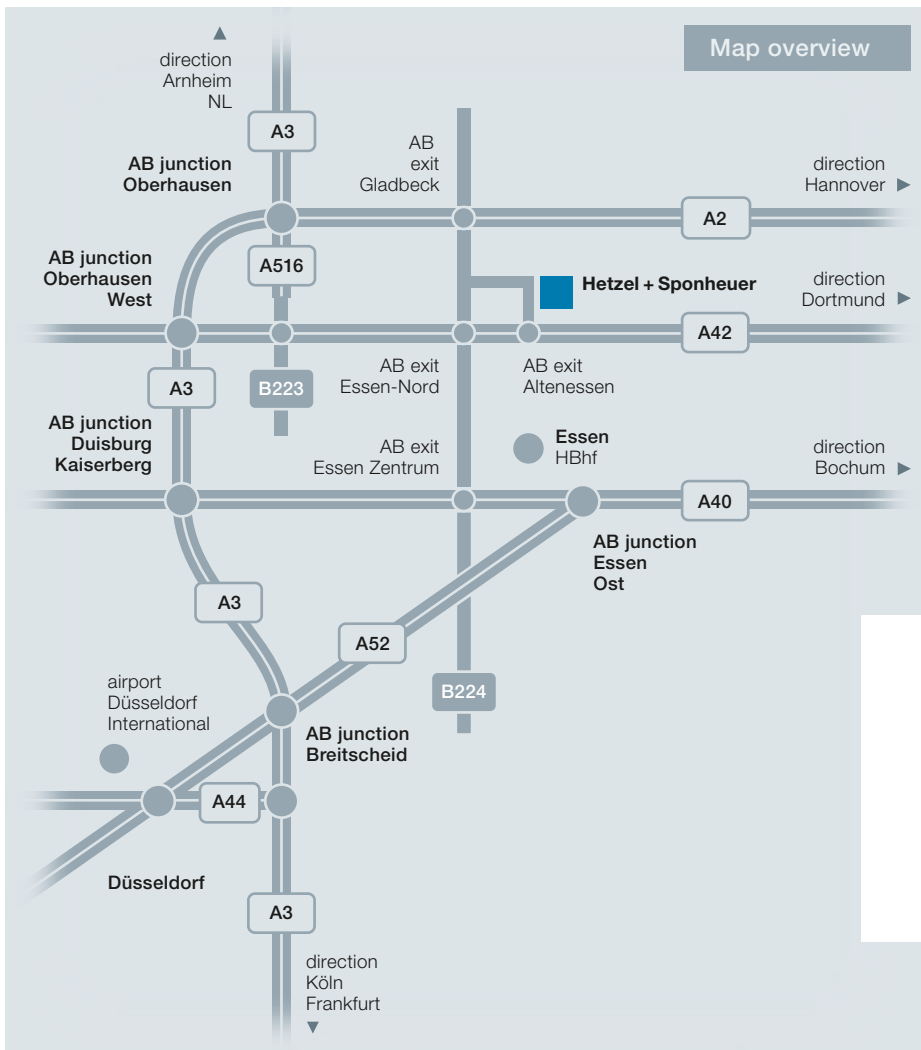 Map overview
direction
Arnheim
NL
A3
AB junction
Oberhausen
AB
exit
Gladbeck
direction
Hannover
A2
AB junction
Oberhausen
West
A516
Hetzel + Sponheuer
direction
Dortmund
A42
A3
B223
AB exit
Essen-Nord
AB exit
Altenessen
AB junction
Duisburg
Kaiserberg
AB exit
Essen Zentrum
Essen
HBhf
direction
Bochum
A40
AB junction
Essen
Ost
A3
A52
B224
airport
Düsseldorf
International
AB junction
Breitscheid
A44
Düsseldorf
A3
direction
Köln
Frankfurt